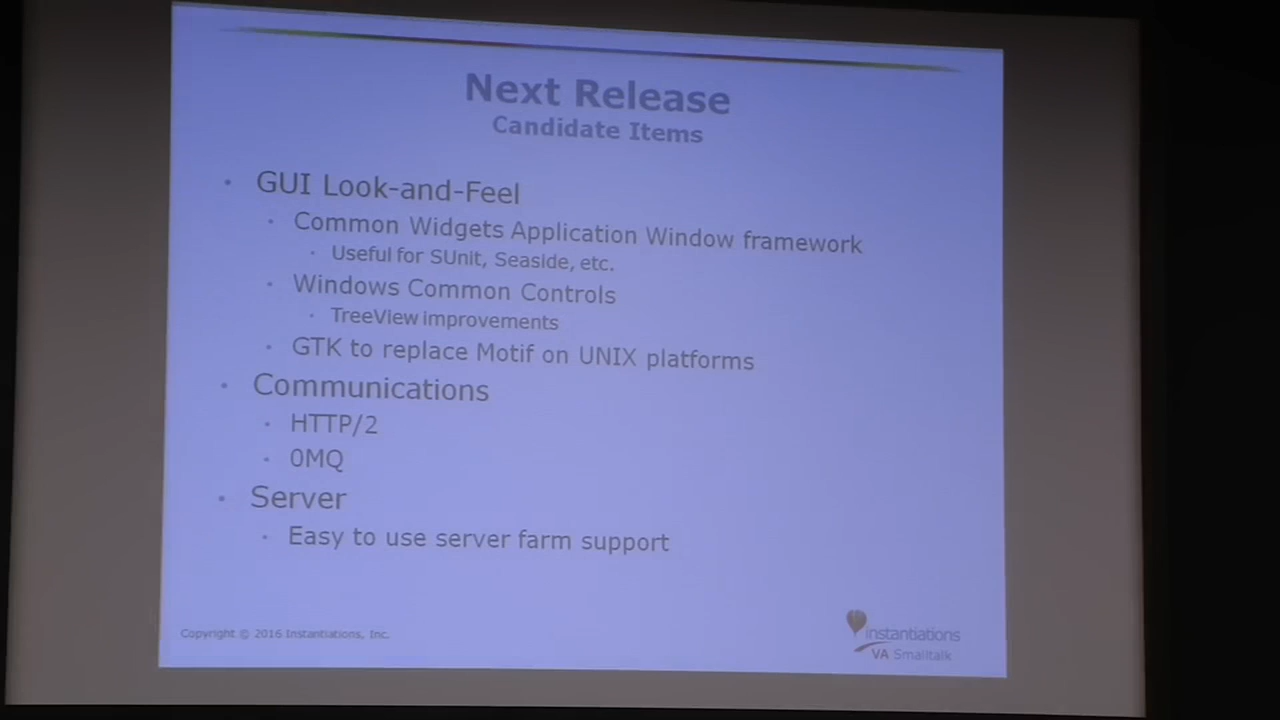 Next Release
Candidate Items
• GUI Look-and-Feel
• Common Widgets Application Window framework
• Useful for SUnit, Seaside, etc.
• Windows Common Controls
• TreeView improvements
• GTK to replace Motif on UNIX platforms
• Communications
• HTTP/2
• 0MQ
• Server
• Easy to use server farm support
Copyright © 2016 Instantiations, Inc.
instantiations
VA Smalltalk